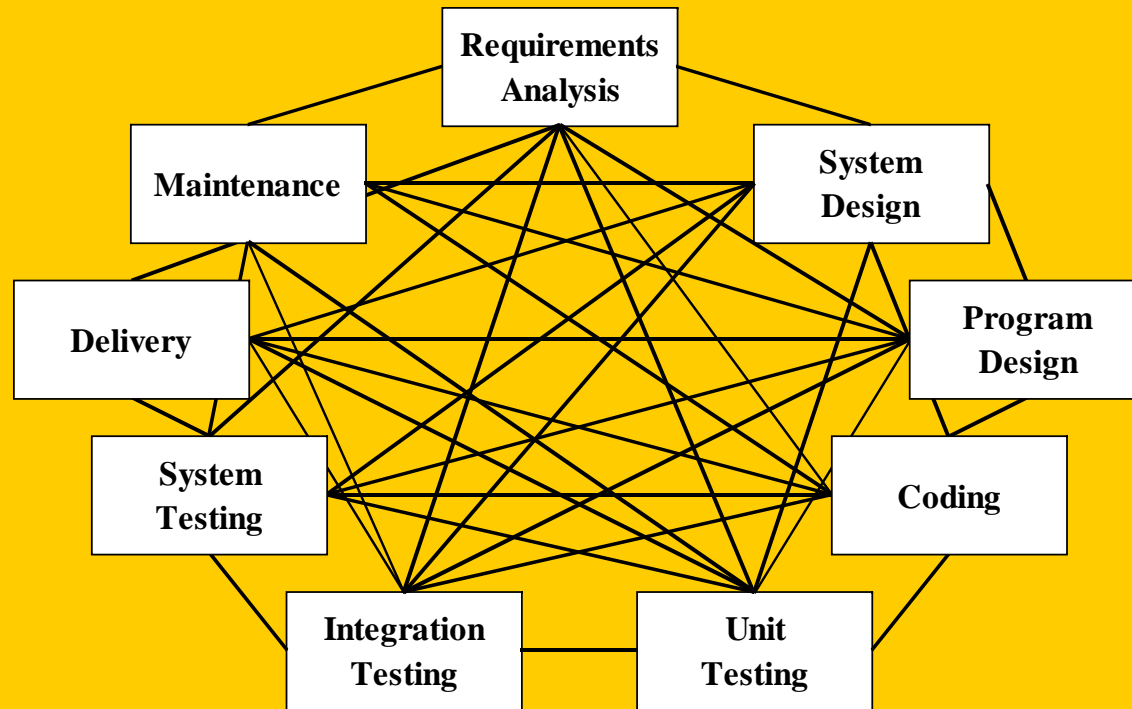 Requirements
Analysis
Maintenance
System
Design
Delivery
Program
Design
System
Testing
Coding
Integration
Testing
Unit
Testing